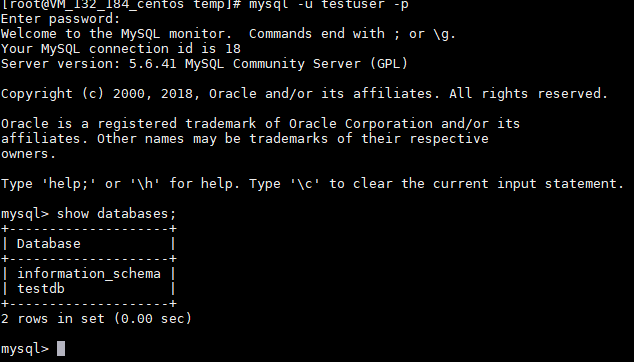 [root@VM_132_184_centos temp]# mysql -u testuser -p
Enter password:
Welcome to the MySQL monitor.  Commands end with ; or \g.
Your MySQL connection id is 18
Server version: 5.6.41 MySQL Community Server (GPL)

Copyright (c) 2000, 2018, Oracle and/or its affiliates. All rights reserved.

Oracle is a registered trademark of Oracle Corporation and/or its
affiliates. Other names may be trademarks of their respective
owners.

Type 'help;' or '\h' for help. Type '\c' to clear the current input statement.

mysql> show databases;
+--------------------+
| Database           |
+--------------------+
| information_schema |
| testdb             |
+--------------------+
2 rows in set (0.00 sec)

mysql>